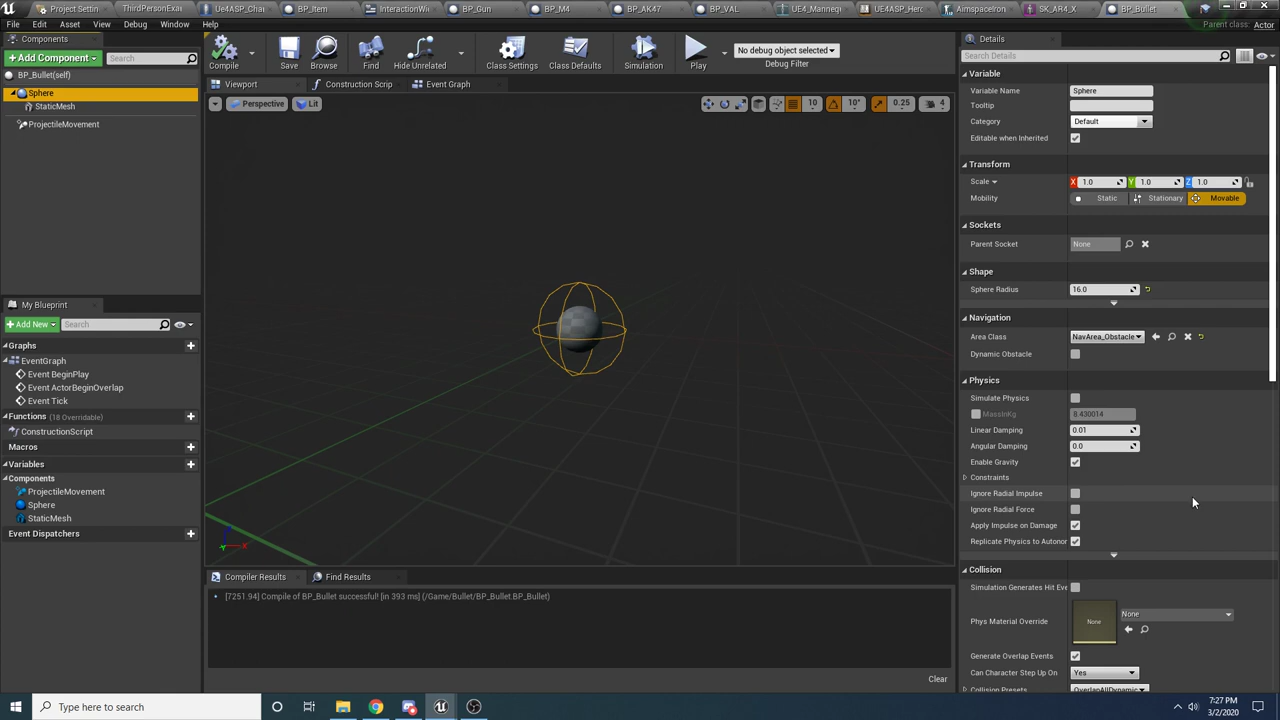 Project Settin
ThirdPersonExai
Ue4ASP_Char
BP_Item
InteractionWi
BP_Gun
BP_M4
BP_AK47
BP_VAL
UE4_Mannequ
UE4ASP_Hero
AimspaceIron
SK_AR4_X
BP_Bullet
File Edit Asset View Debug Window Help
Parent class: Actor
Components
+ Add Component
Search
BP_Bullet(self)
Sphere
StaticMesh
ProjectileMovement
Compile Save Browse Find Hide Unrelated Class Settings Class Defaults Simulation Play
No debug object selected
Debug Filter
Viewport Construction Script Event Graph
Perspective Lit 10 10° 0.25 4
My Blueprint
+ Add New
Search
Graphs
EventGraph
Event BeginPlay
Event ActorBeginOverlap
Event Tick
Functions (18 Overridable)
ConstructionScript
Macros
Variables
Components
ProjectileMovement
Sphere
StaticMesh
Event Dispatchers
Compiler Results Find Results
[7251.94] Compile of BP_Bullet successful! [in 393 ms] (/Game/Bullet/BP_Bullet.BP_Bullet)
Clear
Details
Search Details
Variable
Variable Name Sphere
Tooltip
Category Default
Editable when Inherited
Transform
Scale X 1.0 Y 1.0 Z 1.0
Mobility Static Stationary Movable
Sockets
Parent Socket None
Shape
Sphere Radius 16.0
Navigation
Area Class NavArea_Obstacle
Dynamic Obstacle
Physics
Simulate Physics
MassInKg 8.430014
Linear Damping 0.01
Angular Damping 0.0
Enable Gravity
Constraints
Ignore Radial Impulse
Ignore Radial Force
Apply Impulse on Damage
Replicate Physics to Autonor
Collision
Simulation Generates Hit Eve
Phys Material Override None None
Generate Overlap Events
Can Character Step Up On Yes
Collision Presets OverlapAllDynamic
Type here to search
7:27 PM
3/2/2020